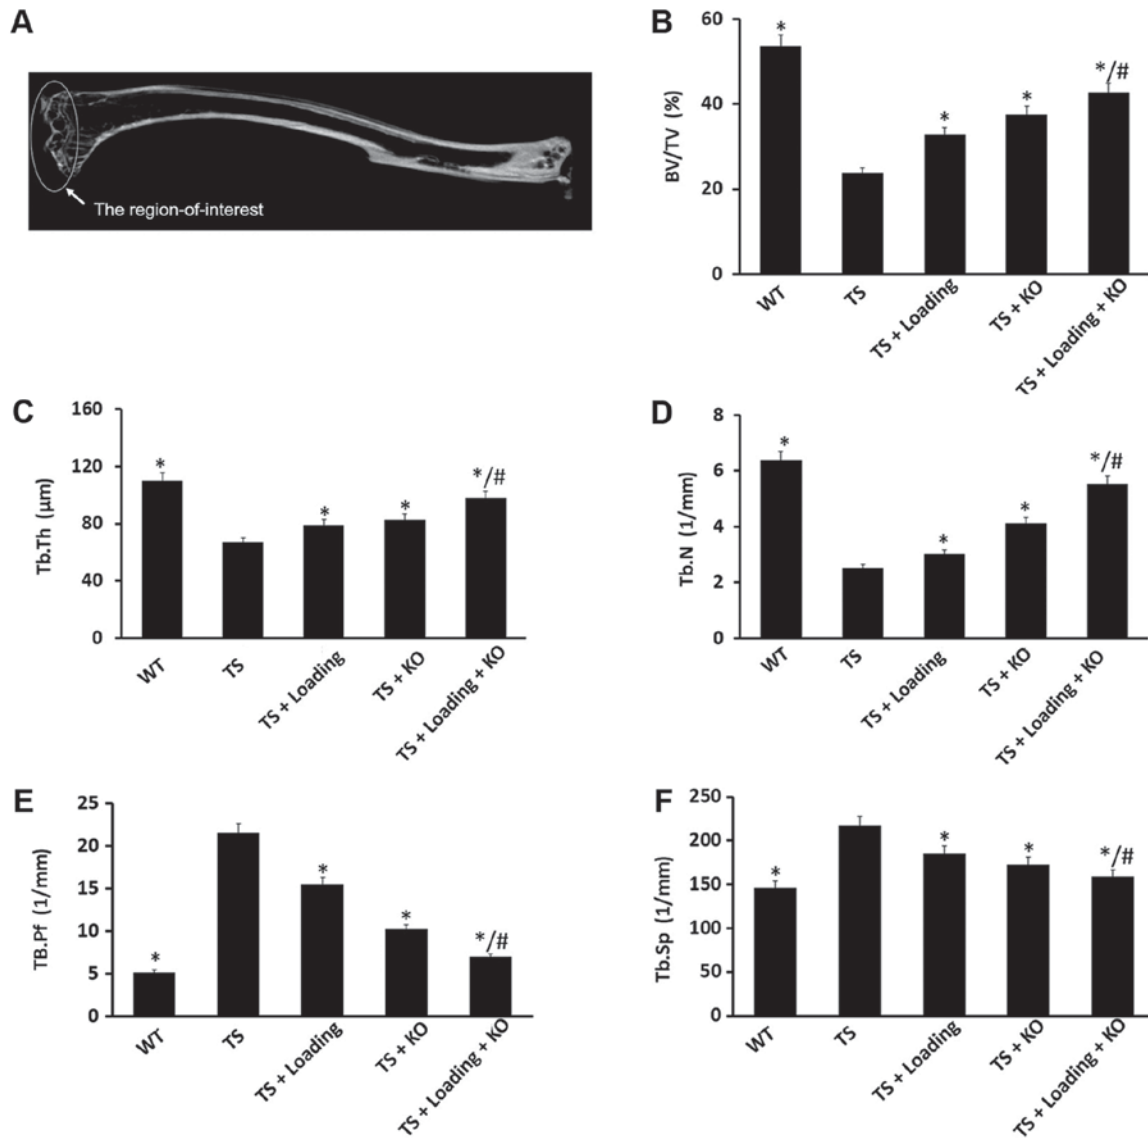 A
The region-of-interest
B
BV/TV (%)
60
40
20
0
*
*
*
*/#
WT
TS
TS + Loading
TS + KO
TS + Loading + KO
C
Tb.Th (µm)
160
120
80
40
0
*
*
*
*/#
WT
TS
TS + Loading
TS + KO
TS + Loading + KO
D
Tb.N (1/mm)
8
6
4
2
0
*
*
*
*/#
WT
TS
TS + Loading
TS + KO
TS + Loading + KO
E
TB.Pf (1/mm)
25
20
15
10
5
0
*
*
*
*/#
WT
TS
TS + Loading
TS + KO
TS + Loading + KO
F
Tb.Sp (1/mm)
250
200
150
100
50
0
*
*
*
*/#
WT
TS
TS + Loading
TS + KO
TS + Loading + KO